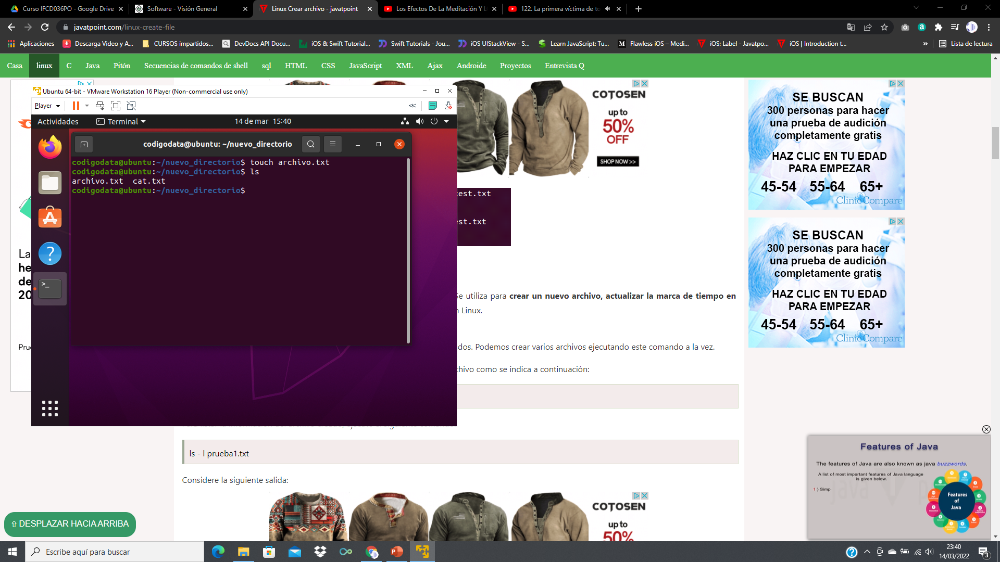 Curso IFCD036PO - Google Drive
Software - Visión General
Linux Crear archivo - javatpoint
Los Efectos De La Meditación Y L
122. La primera víctima de to
javatpoint.com/linux-create-file
Aplicaciones
Descarga Video y A...
CURSOS impartidos...
DevDocs API Docu...
iOS & Swift Tutorial...
Swift Tutorials - Jou...
iOS UIStackView - S...
Learn JavaScript: Tu...
Flawless iOS – Medi...
iOS: Label - Javatpo...
iOS | Introduction t...
»
Lista de lectura
Casa linux C Java Pitón Secuencias de comandos de shell sql HTML CSS JavaScript XML Ajax Androide Proyectos Entrevista Q
Ubuntu 64-bit - VMware Workstation 16 Player (Non-commercial use only)
Player
Actividades
Terminal
14 de mar 15:40
codigodata@ubuntu: ~/nuevo_directorio
codigodata@ubuntu:~/nuevo_directorio$ touch archivo.txt
codigodata@ubuntu:~/nuevo_directorio$ ls
archivo.txt cat.txt
codigodata@ubuntu:~/nuevo_directorio$
La
he
de
20
Pru
COTOSEN
up to
50%
OFF
SHOP NOW >>
test.txt
est.txt
Se utiliza para crear un nuevo archivo, actualizar la marca de tiempo en
n Linux.
dos. Podemos crear varios archivos ejecutando este comando a la vez.
chivo como se indica a continuación:
ls - l prueba1.txt
Considere la siguiente salida:
COTOSEN
up to
50%
SE BUSCAN
300 personas para hacer
una prueba de audición
completamente gratis
HAZ CLIC EN TU EDAD
PARA EMPEZAR
45-54 55-64 65+
ClinicCompare
SE BUSCAN
300 personas para hacer
una prueba de audición
completamente gratis
HAZ CLIC EN TU EDAD
PARA EMPEZAR
45-54 55-64 65+
ClinicCompare
Features of Java
The features of Java are also known as java buzzwords.
A list of most important features of Java language
is given below.
1 ) Simp
Features
of
Java
⇧ DESPLAZAR HACIA ARRIBA
Escribe aquí para buscar
23:40
14/03/2022
3